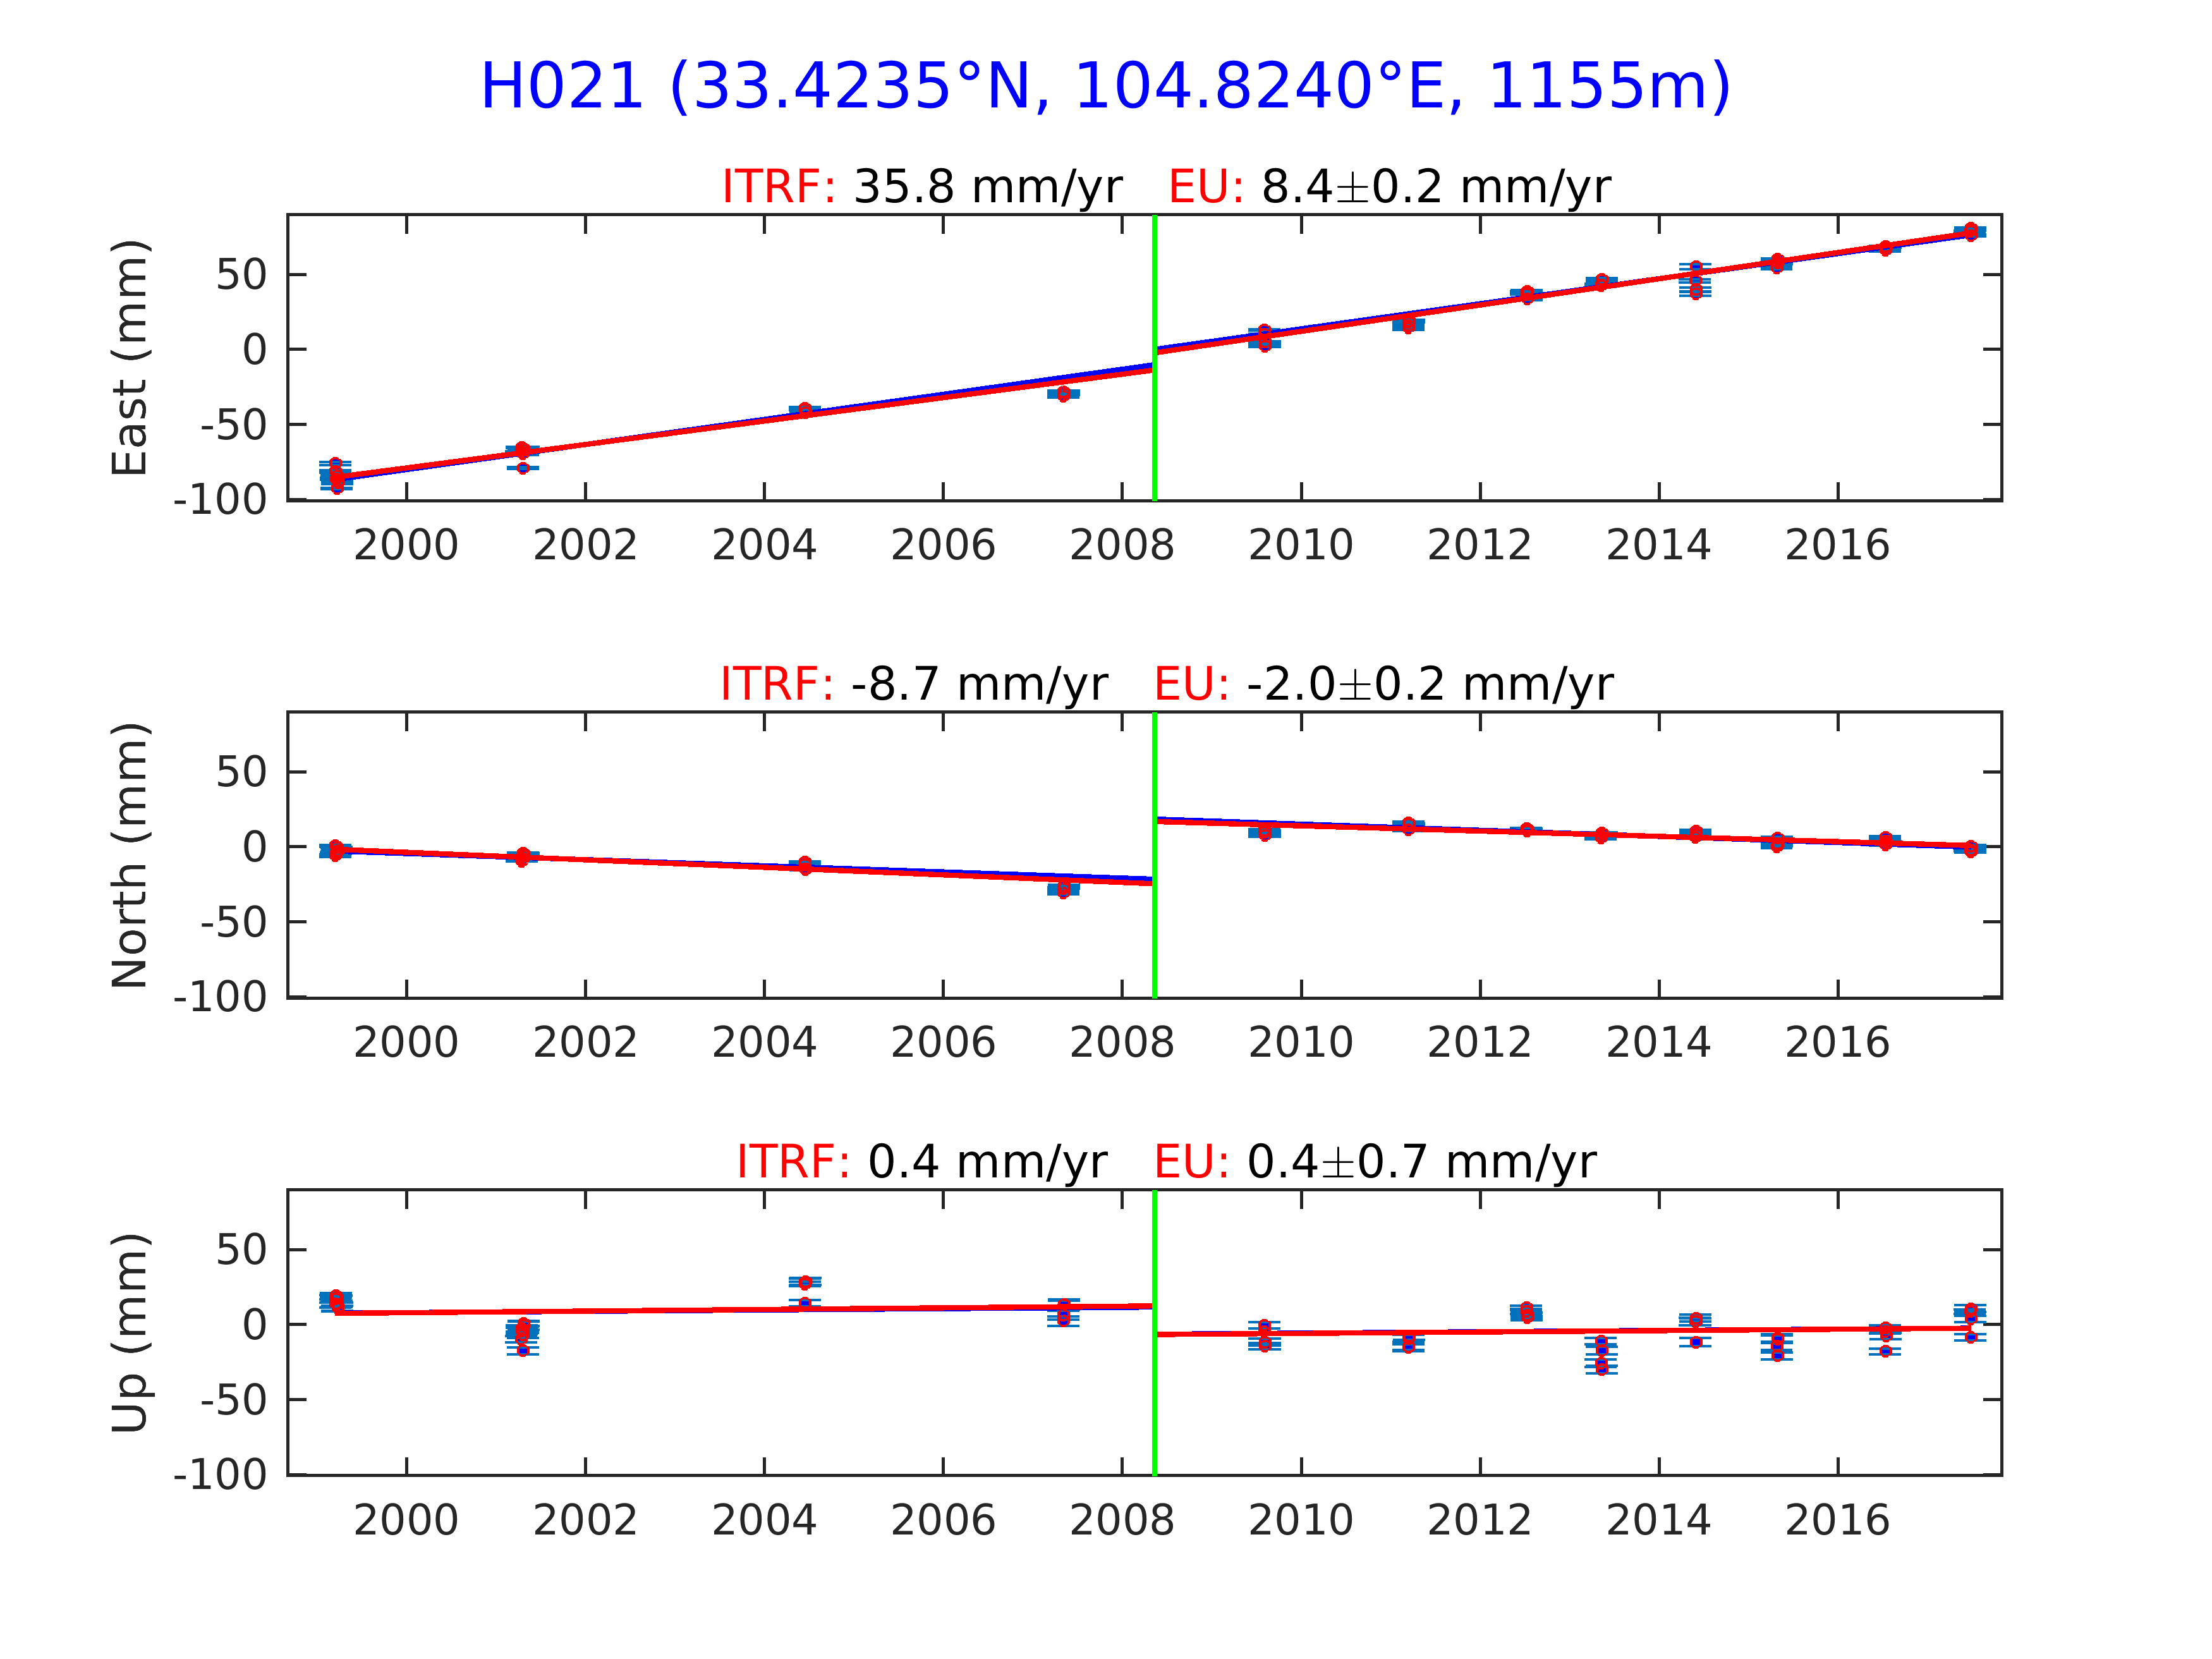 H021 (33.4235°N, 104.8240°E, 1155m)
ITRF: 35.8 mm/yr EU: 8.4±0.2 mm/yr
East (mm)
50
0
-50
-100
2000 2002 2004 2006 2008 2010 2012 2014 2016
ITRF: -8.7 mm/yr EU: -2.0±0.2 mm/yr
North (mm)
50
0
-50
-100
2000 2002 2004 2006 2008 2010 2012 2014 2016
ITRF: 0.4 mm/yr EU: 0.4±0.7 mm/yr
Up (mm)
50
0
-50
-100
2000 2002 2004 2006 2008 2010 2012 2014 2016